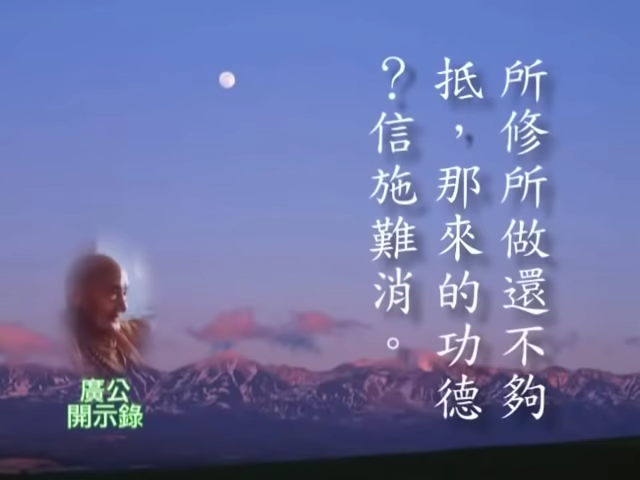 所修所做還不夠
抵，那來的功德
？信施難消。
廣公
開示錄